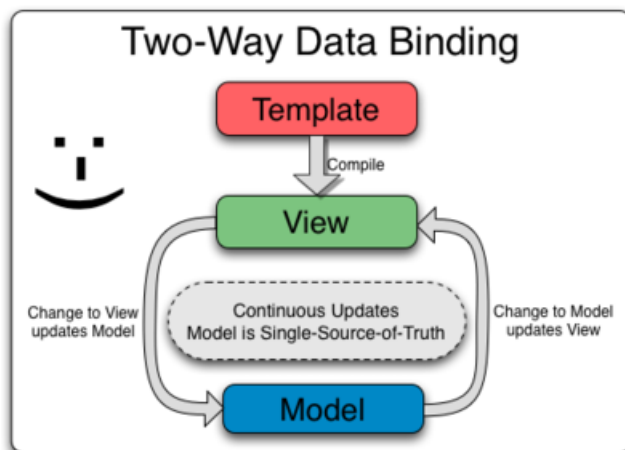 Two-Way Data Binding
Template
Compile
View
Change to View
updates Model
Continuous Updates
Model is Single-Source-of-Truth
Change to Model
updates View
Model